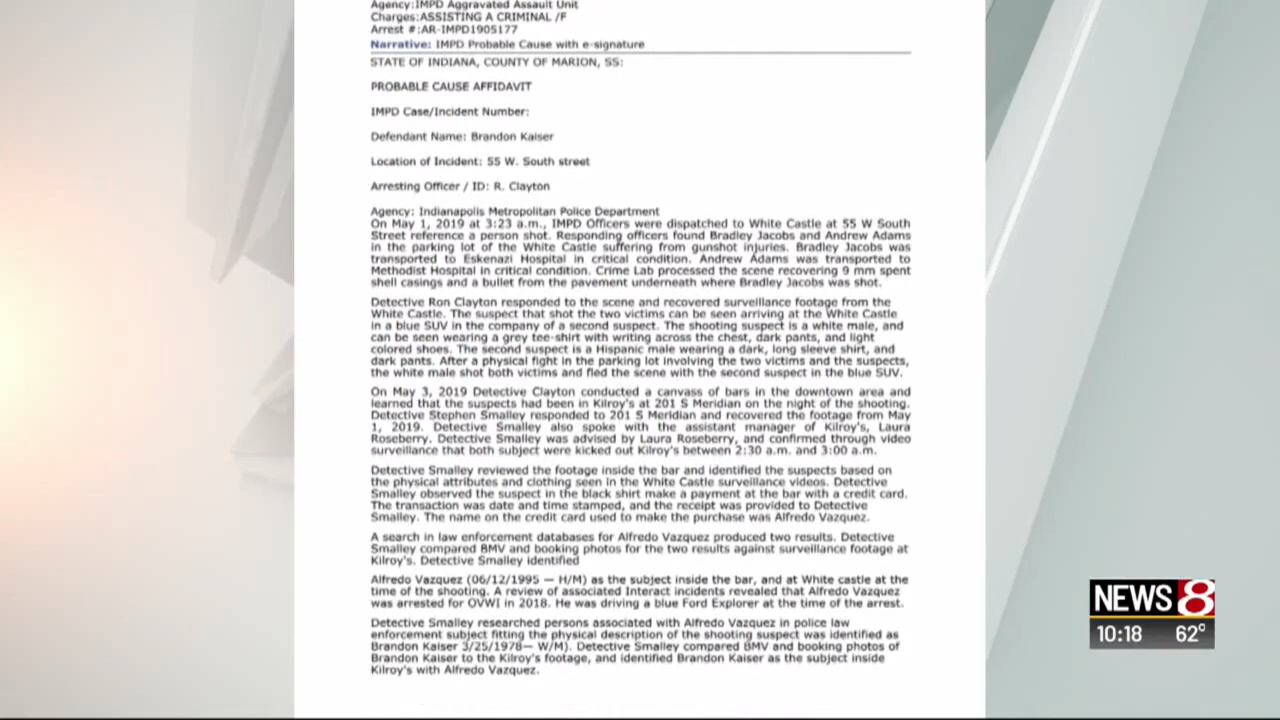 Agency:IMPD Aggravated Assault Unit
Charges:ASSISTING A CRIMINAL /F
Arrest #:AR-IMPD1905177
Narrative: IMPD Probable Cause with e-signature
STATE OF INDIANA, COUNTY OF MARION, SS:
PROBABLE CAUSE AFFIDAVIT
IMPD Case/Incident Number:
Defendant Name: Brandon Kaiser
Location of Incident: 55 W. South street
Arresting Officer / ID: R. Clayton
Agency: Indianapolis Metropolitan Police Department
On May 1, 2019 at 3:23 a.m., IMPD Officers were dispatched to White Castle at 55 W South
Street reference a person shot. Responding officers found Bradley Jacobs and Andrew Adams
in the parking lot of the White Castle suffering from gunshot injuries. Bradley Jacobs was
transported to Eskenazi Hospital in critical condition. Andrew Adams was transported to
Methodist Hospital in critical condition. Crime Lab processed the scene recovering 9 mm spent
shell casings and a bullet from the pavement underneath where Bradley Jacobs was shot.
Detective Ron Clayton responded to the scene and recovered surveillance footage from the
White Castle. The suspect that shot the two victims can be seen arriving at the White Castle
in a blue SUV in the company of a second suspect. The shooting suspect is a white male, and
can be seen wearing a grey tee-shirt with writing across the chest, dark pants, and light
colored shoes. The second suspect is a Hispanic male wearing a dark, long sleeve shirt, and
dark pants. After a physical fight in the parking lot involving the two victims and the suspects,
the white male shot both victims and fled the scene with the second suspect in the blue SUV.
On May 3, 2019 Detective Clayton conducted a canvass of bars in the downtown area and
learned that the suspects had been in Kilroy's at 201 S Meridian on the night of the shooting.
Detective Stephen Smalley responded to 201 S Meridian and recovered the footage from May
1, 2019. Detective Smalley also spoke with the assistant manager of Kilroy's, Laura
Roseberry. Detective Smalley was advised by Laura Roseberry, and confirmed through video
surveillance that both subject were kicked out Kilroy's between 2:30 a.m. and 3:00 a.m.
Detective Smalley reviewed the footage inside the bar and identified the suspects based on
the physical attributes and clothing seen in the White Castle surveillance videos. Detective
Smalley observed the suspect in the black shirt make a payment at the bar with a credit card.
The transaction was date and time stamped, and the receipt was provided to Detective
Smalley. The name on the credit card used to make the purchase was Alfredo Vazquez.
A search in law enforcement databases for Alfredo Vazquez produced two results. Detective
Smalley compared BMV and booking photos for the two results against surveillance footage at
Kilroy's. Detective Smalley identified
Alfredo Vazquez (06/12/1995 — H/M) as the subject inside the bar, and at White castle at the
time of the shooting. A review of associated Interact incidents revealed that Alfredo Vazquez
was arrested for OVWI in 2018. He was driving a blue Ford Explorer at the time of the arrest.
Detective Smalley researched persons associated with Alfredo Vazquez in police law
enforcement subject fitting the physical description of the shooting suspect was identified as
Brandon Kaiser 3/25/1978— W/M). Detective Smalley compared BMV and booking photos of
Brandon Kaiser to the Kilroy's footage, and identified Brandon Kaiser as the subject inside
Kilroy's with Alfredo Vazquez.
NEWS 8
10:18 62°